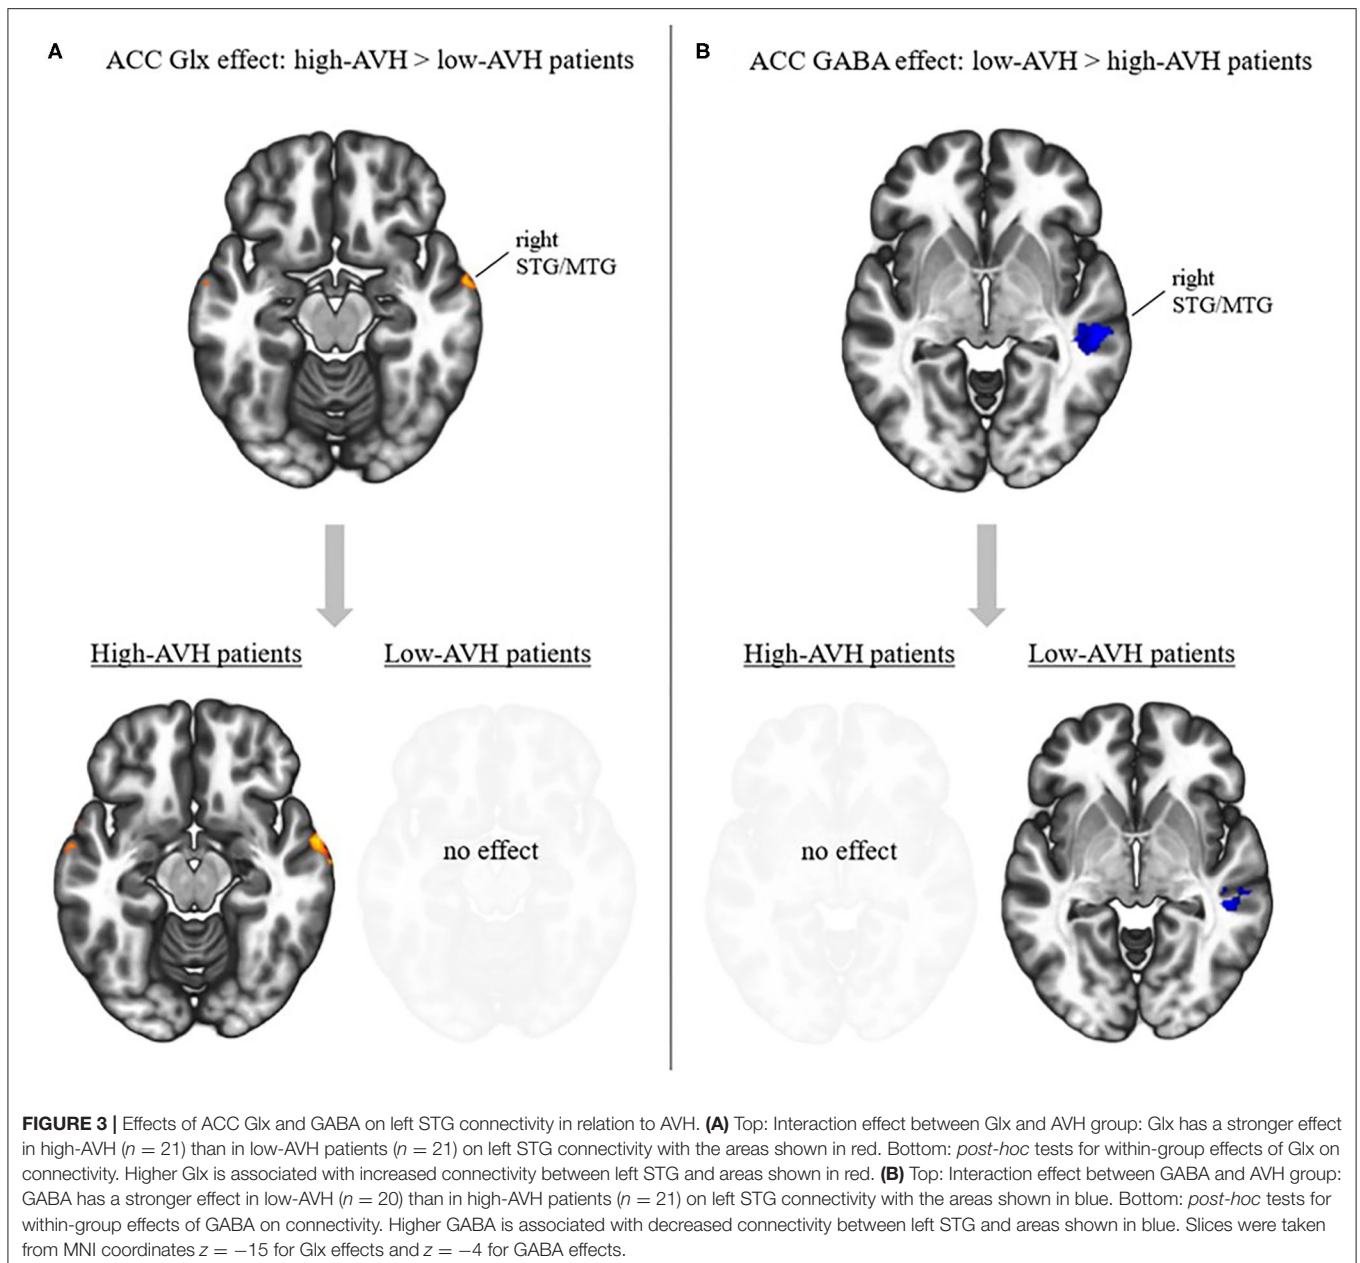 A
ACC Glx effect: high-AVH > low-AVH patients
right
STG/MTG
High-AVH patients
Low-AVH patients
no effect
B
ACC GABA effect: low-AVH > high-AVH patients
right
STG/MTG
High-AVH patients
Low-AVH patients
no effect
FIGURE 3 | Effects of ACC Glx and GABA on left STG connectivity in relation to AVH. (A) Top: Interaction effect between Glx and AVH group: Glx has a stronger effect
in high-AVH (n = 21) than in low-AVH patients (n = 21) on left STG connectivity with the areas shown in red. Bottom: post-hoc tests for within-group effects of Glx on
connectivity. Higher Glx is associated with increased connectivity between left STG and areas shown in red. (B) Top: Interaction effect between GABA and AVH group:
GABA has a stronger effect in low-AVH (n = 20) than in high-AVH patients (n = 21) on left STG connectivity with the areas shown in blue. Bottom: post-hoc tests for
within-group effects of GABA on connectivity. Higher GABA is associated with decreased connectivity between left STG and areas shown in blue. Slices were taken
from MNI coordinates z = −15 for Glx effects and z = −4 for GABA effects.